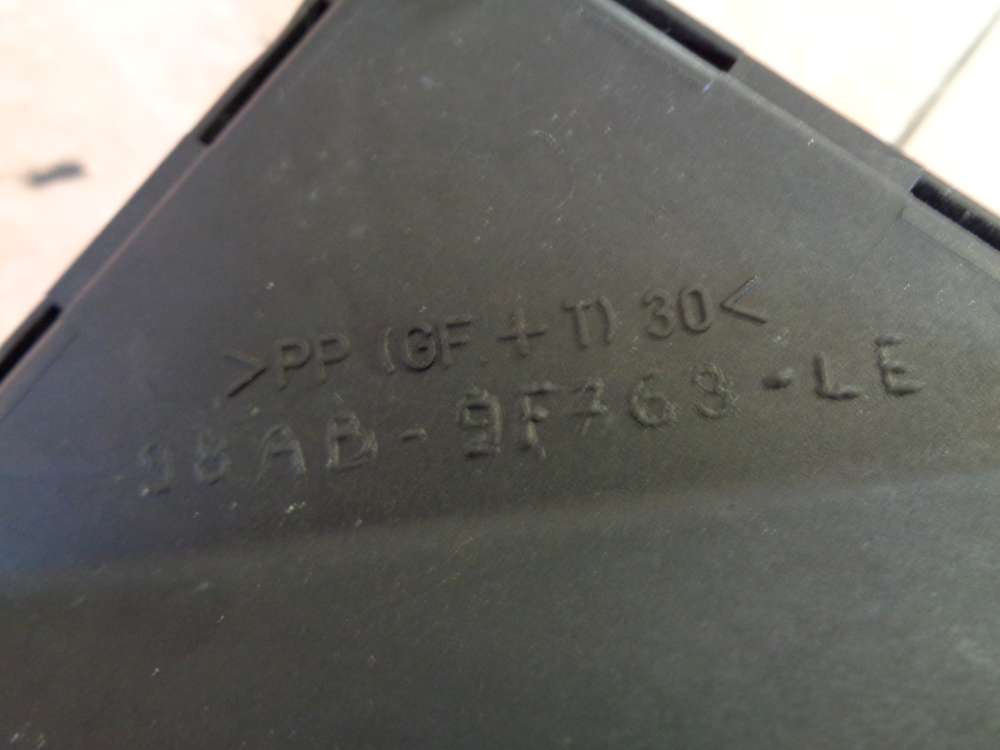 >PP (GF + T) 30<
98AB-9F763-LE